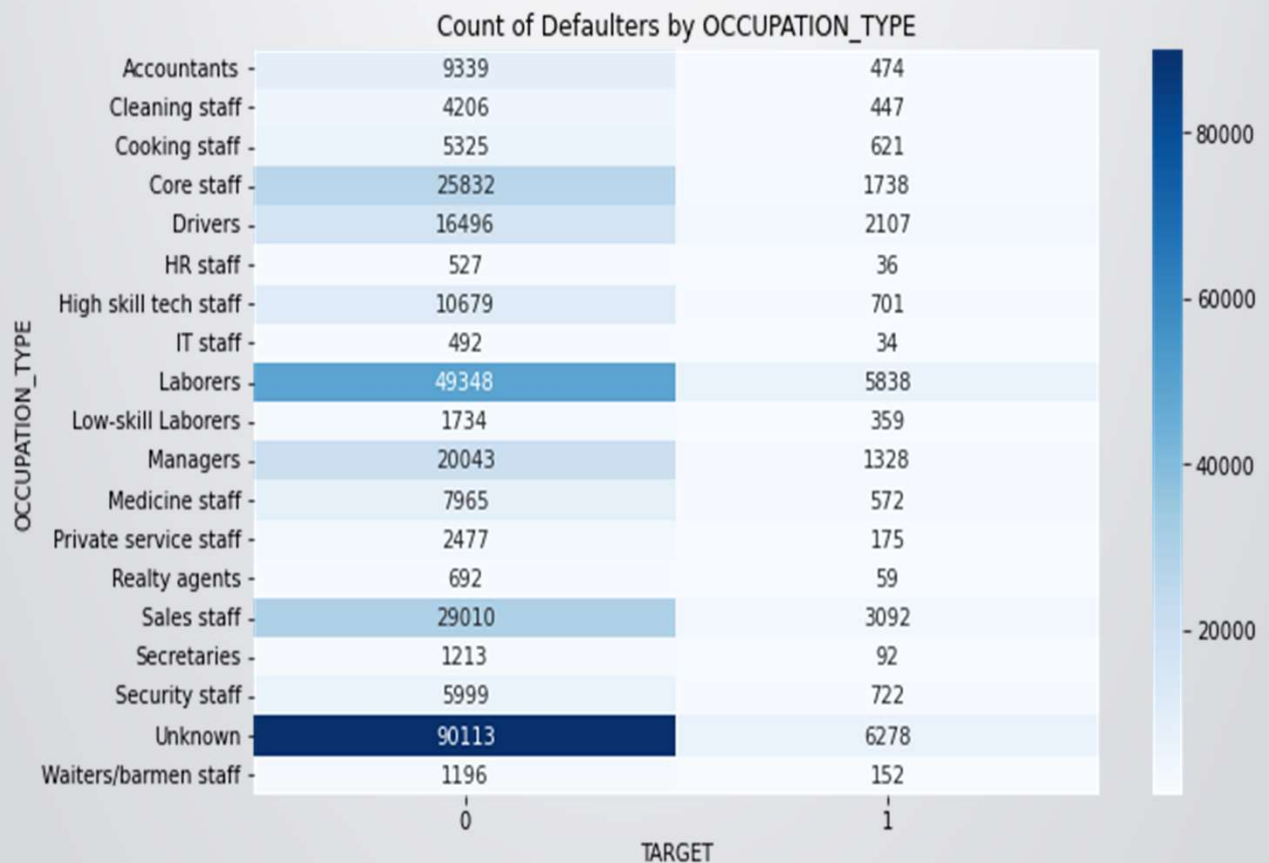 Count of Defaulters by OCCUPATION_TYPE
Accountants 9339 474
Cleaning staff 4206 447
Cooking staff 5325 621
Core staff 25832 1738
Drivers 16496 2107
HR staff 527 36
High skill tech staff 10679 701
IT staff 492 34
Laborers 49348 5838
Low-skill Laborers 1734 359
Managers 20043 1328
Medicine staff 7965 572
Private service staff 2477 175
Realty agents 692 59
Sales staff 29010 3092
Secretaries 1213 92
Security staff 5999 722
Unknown 90113 6278
Waiters/barmen staff 1196 152
0 1
TARGET
OCCUPATION_TYPE
80000
60000
40000
20000